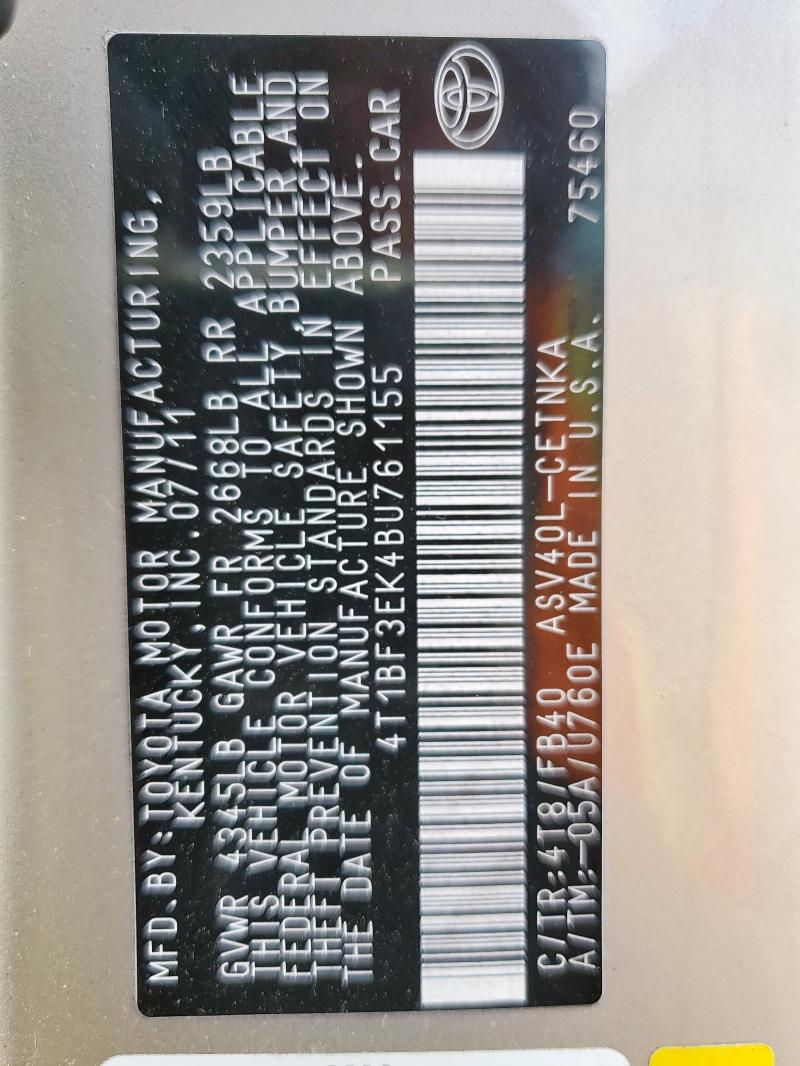 MFD.BY:TOYOTA MOTOR MANUFACTURING,
KENTUCKY,INC.07/11
GVWR 4345LB GAWR FR 2668LB RR 2359LB
THIS VEHICLE CONFORMS TO ALL APPLICABLE
FEDERAL MOTOR VEHICLE SAFETY,BUMPER,AND
THEFT PREVENTION STANDARDS IN EFFECT ON
THE DATE OF MANUFACTURE SHOWN ABOVE.
4T1BF3EK4BU761155 PASS.CAR
C/TR:4T8/FB40 ASV40L-CETNKA
A/TM:-05A/U760E MADE IN U.S.A. 75460